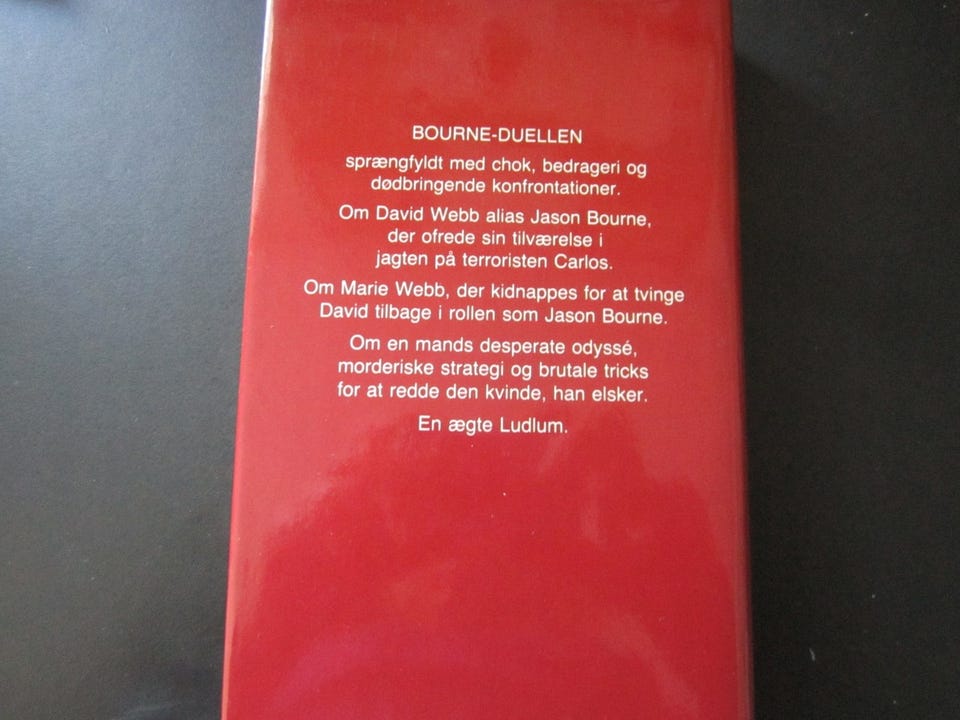 BOURNE-DUELLEN
sprængfyldt med chok, bedrageri og
dødbringende konfrontationer.
Om David Webb alias Jason Bourne,
der ofrede sin tilværelse i
jagten på terroristen Carlos.
Om Marie Webb, der kidnappes for at tvinge
David tilbage i rollen som Jason Bourne.
Om en mands desperate odyssé,
morderiske strategi og brutale tricks
for at redde den kvinde, han elsker.
En ægte Ludlum.